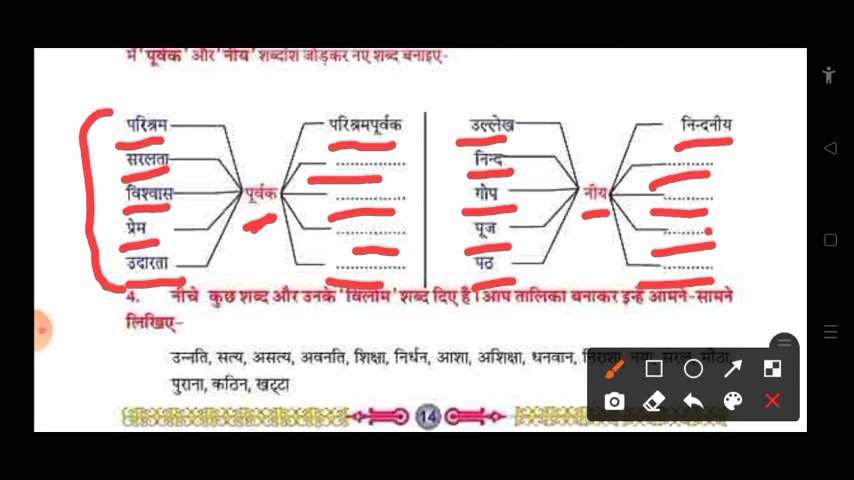 में 'पूर्वक' और 'नीय' शब्दांश जोड़कर नए शब्द बनाइए-
परिश्रम परिश्रमपूर्वक उल्लेख निन्दनीय
सरलता .................. निन्द ..................
विश्वास पूर्वक .................. गोप नीय ..................
प्रेम .................. पूज ..................
उदारता .................. पठ ..................
4. नीचे कुछ शब्द और उनके 'विलोम' शब्द दिए हैं। आप तालिका बनाकर इन्हें आमने-सामने
लिखिए-
उन्नति, सत्य, असत्य, अवनति, शिक्षा, निर्धन, आशा, अशिक्षा, धनवान, निराशा, नया, सरल, मीठा,
पुराना, कठिन, खट्टा
14